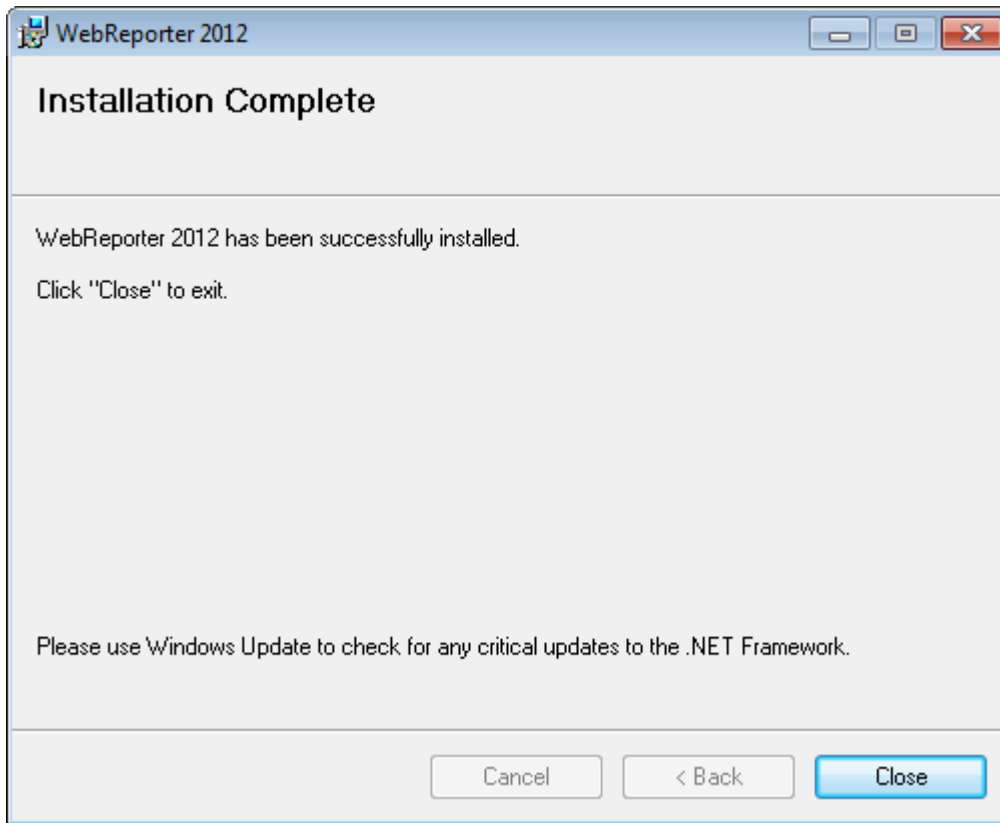 WebReporter 2012
Installation Complete
WebReporter 2012 has been successfully installed.
Click "Close" to exit.
Please use Windows Update to check for any critical updates to the .NET Framework.
Cancel
< Back
Close